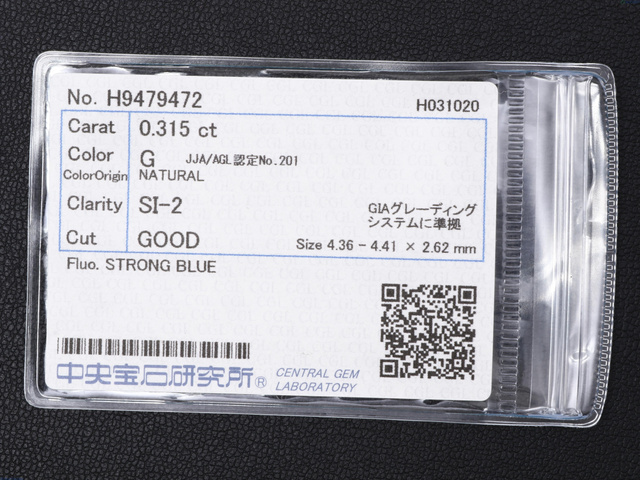 No. H9479472 H031020
Carat 0.315 ct
Color G JJA/AGL認定No.201
ColorOrigin NATURAL
Clarity SI-2 GIAグレーディング
システムに準拠
Cut GOOD Size 4.36 - 4.41 × 2.62 mm
Fluo. STRONG BLUE
中央宝石研究所® CENTRAL GEM
LABORATORY